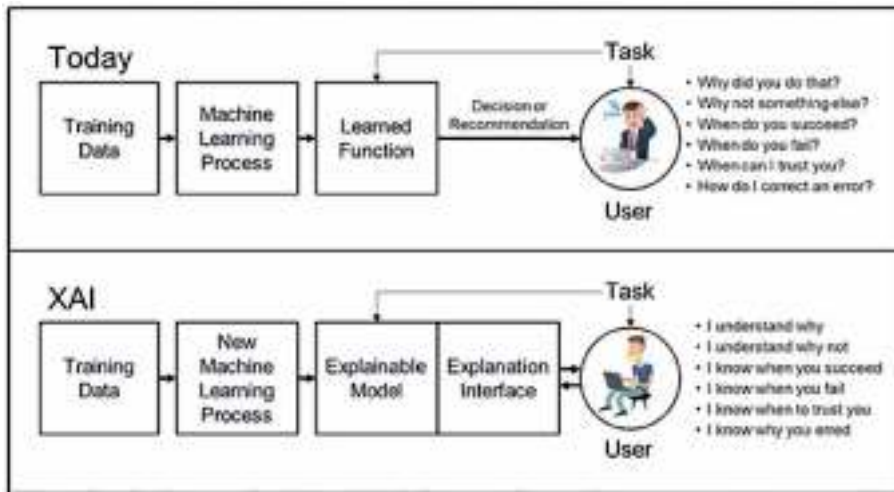 Today
Task
Training
Data
Machine
Learning
Process
Learned
Function
Decision or
Recommendation
User
• Why did you do that?
• Why not something else?
• When do you succeed?
• When do you fail?
• When can I trust you?
• How do I correct an error?
XAI
Task
Training
Data
New
Machine
Learning
Process
Explainable
Model
Explanation
Interface
User
• I understand why
• I understand why not
• I know when you succeed
• I know when you fail
• I know when to trust you
• I know why you erred